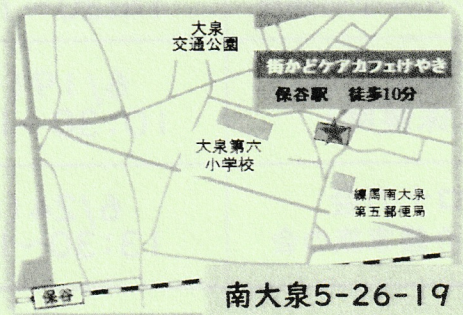 大泉
交通公園
街かどケアカフェけやき
保谷駅 徒歩10分
大泉第六
小学校
練馬南大泉
第五郵便局
保谷
南大泉5-26-19